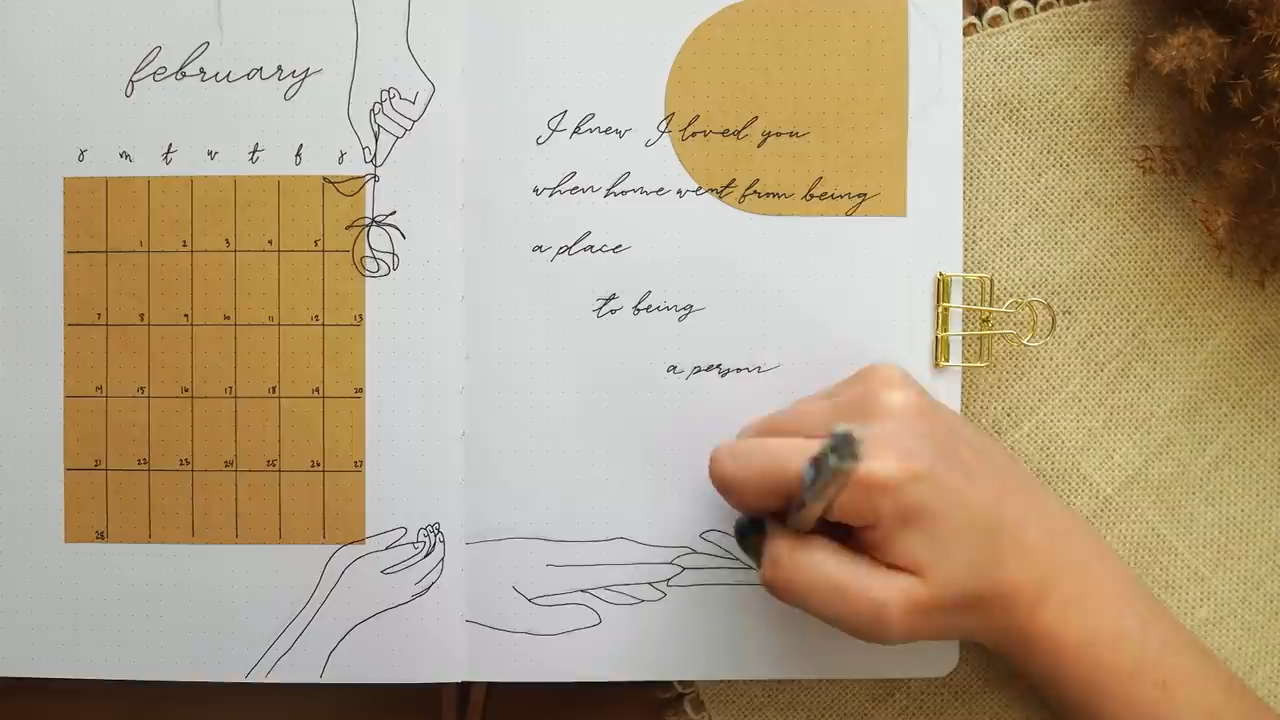 february
s m t w t f s
1 2 3 4 5
7 8 9 10 11 12 13
14 15 16 17 18 19 20
21 22 23 24 25 26 27
28
I knew I loved you
when home went from being
a place
to being
a person